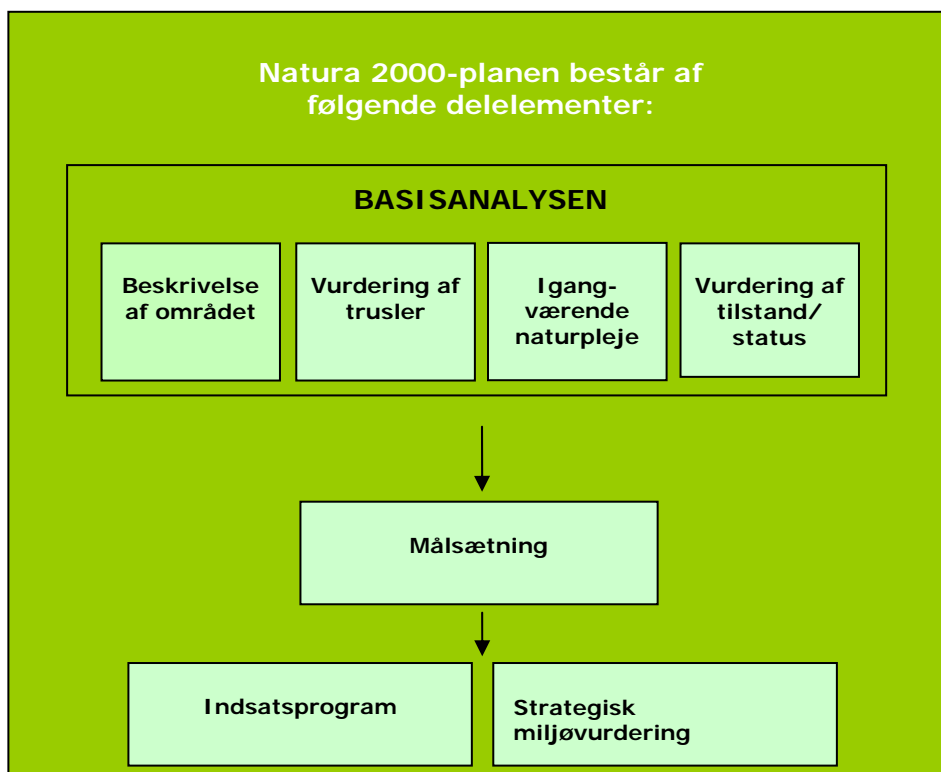 Natura 2000-planen består af
følgende delelementer:
BASISANALYSEN
Beskrivelse
af området
Vurdering af
trusler
Igang-
værende
naturpleje
Vurdering af
tilstand/
status
Målsætning
Indsatsprogram
Strategisk
miljøvurdering